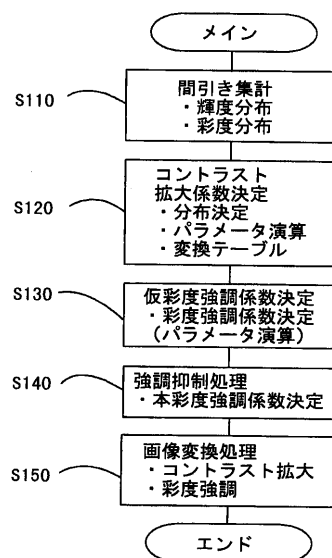 メイン
S110
間引き集計
・輝度分布
・彩度分布
S120
コントラスト
拡大係数決定
・分布決定
・パラメータ演算
・変換テーブル
S130
仮彩度強調係数決定
・彩度強調係数決定
(パラメータ演算)
S140
強調抑制処理
・本彩度強調係数決定
S150
画像変換処理
・コントラスト拡大
・彩度強調
エンド